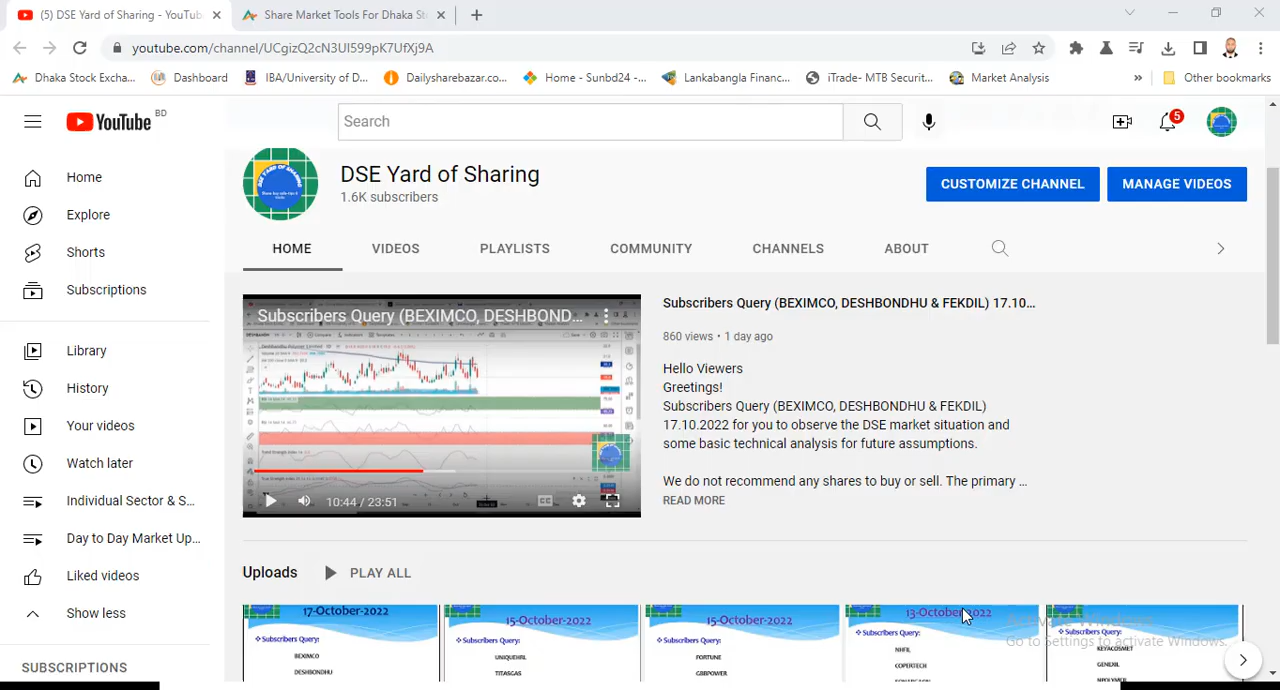 (5) DSE Yard of Sharing - YouTub
Share Market Tools For Dhaka St
youtube.com/channel/UCgizQ2cN3Ul599pK7UfXj9A
Dhaka Stock Excha...
Dashboard
IBA/University of D...
Dailysharebazar.co...
Home - Sunbd24 -...
Lankabangla Financ...
iTrade- MTB Securit...
Market Analysis
»
Other bookmarks
YouTube BD
Search
5
DSE Yard of Sharing
1.6K subscribers
CUSTOMIZE CHANNEL
MANAGE VIDEOS
Home
Explore
Shorts
Subscriptions
Library
History
Your videos
Watch later
Individual Sector & S...
Day to Day Market Up...
Liked videos
Show less
SUBSCRIPTIONS
HOME
VIDEOS
PLAYLISTS
COMMUNITY
CHANNELS
ABOUT
Subscribers Query (BEXIMCO, DESHBOND...
10:44 / 23:51
Subscribers Query (BEXIMCO, DESHBONDHU & FEKDIL) 17.10...
860 views • 1 day ago
Hello Viewers
Greetings!
Subscribers Query (BEXIMCO, DESHBONDHU & FEKDIL)
17.10.2022 for you to observe the DSE market situation and
some basic technical analysis for future assumptions.
We do not recommend any shares to buy or sell. The primary ...
READ MORE
Uploads
PLAY ALL
17-October-2022
Subscribers Query:
BEXIMCO
DESHBONDHU
15-October-2022
Subscribers Query:
UNIQUEHRL
TITASGAS
15-October-2022
Subscribers Query:
FORTUNE
GBBPOWER
13-October-2022
Subscribers Query:
NHFIL
COPERTECH
Subscribers Query:
KEYACOSMET
GENEXIL
NPOLYMER
Activate Windows
Go to Settings to activate Windows.